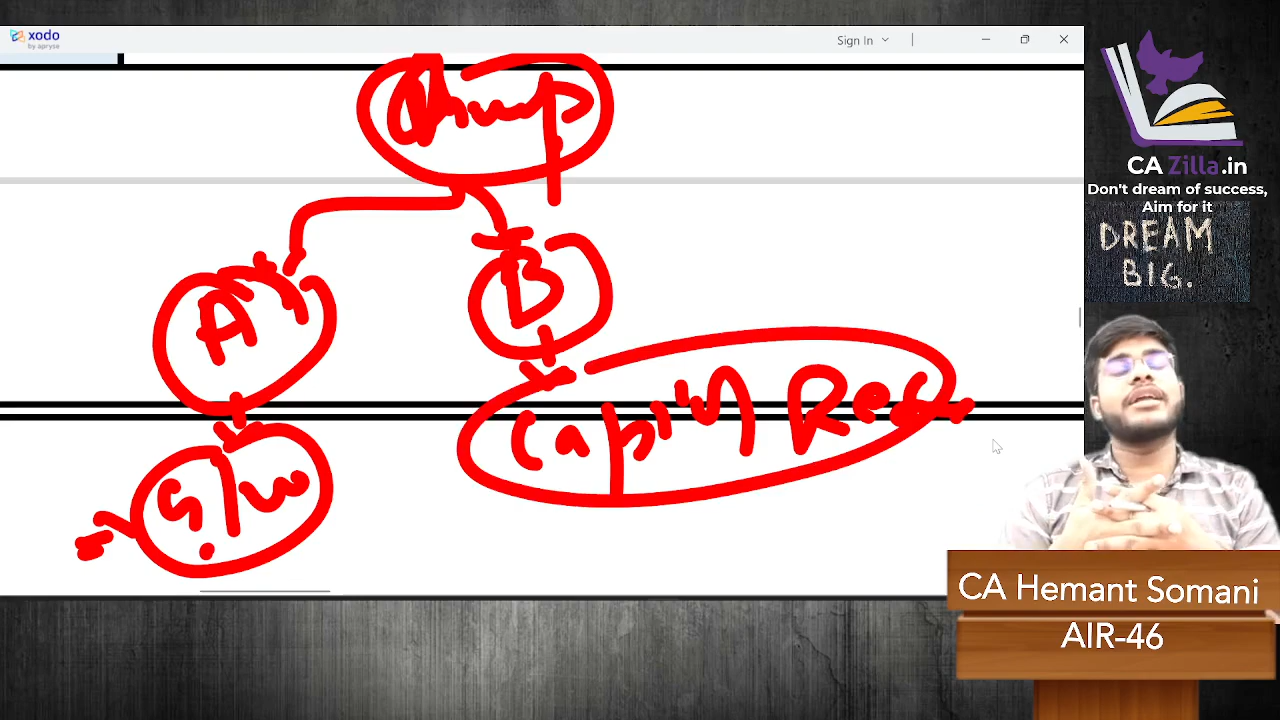 xodo
by apryse
Sign In
A
B
G/w
Capital Res
CA Zilla.in
Don't dream of success,
Aim for it
DREAM
BIG.
CA Hemant Somani
AIR-46